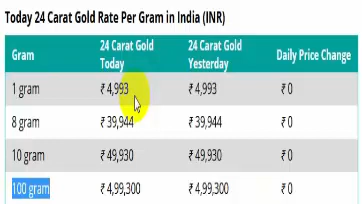 Today 24 Carat Gold Rate Per Gram in India (INR)
Gram 24 Carat Gold Today 24 Carat Gold Yesterday Daily Price Change
1 gram ₹ 4,993 ₹ 4,993 ₹ 0
8 gram ₹ 39,944 ₹ 39,944 ₹ 0
10 gram ₹ 49,930 ₹ 49,930 ₹ 0
100 gram ₹ 4,99,300 ₹ 4,99,300 ₹ 0